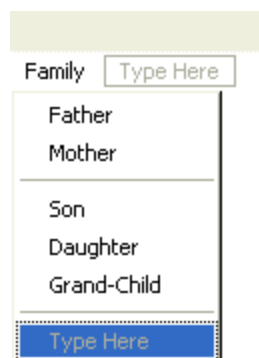 Family Type Here
Father
Mother
Son
Daughter
Grand-Child
Type Here